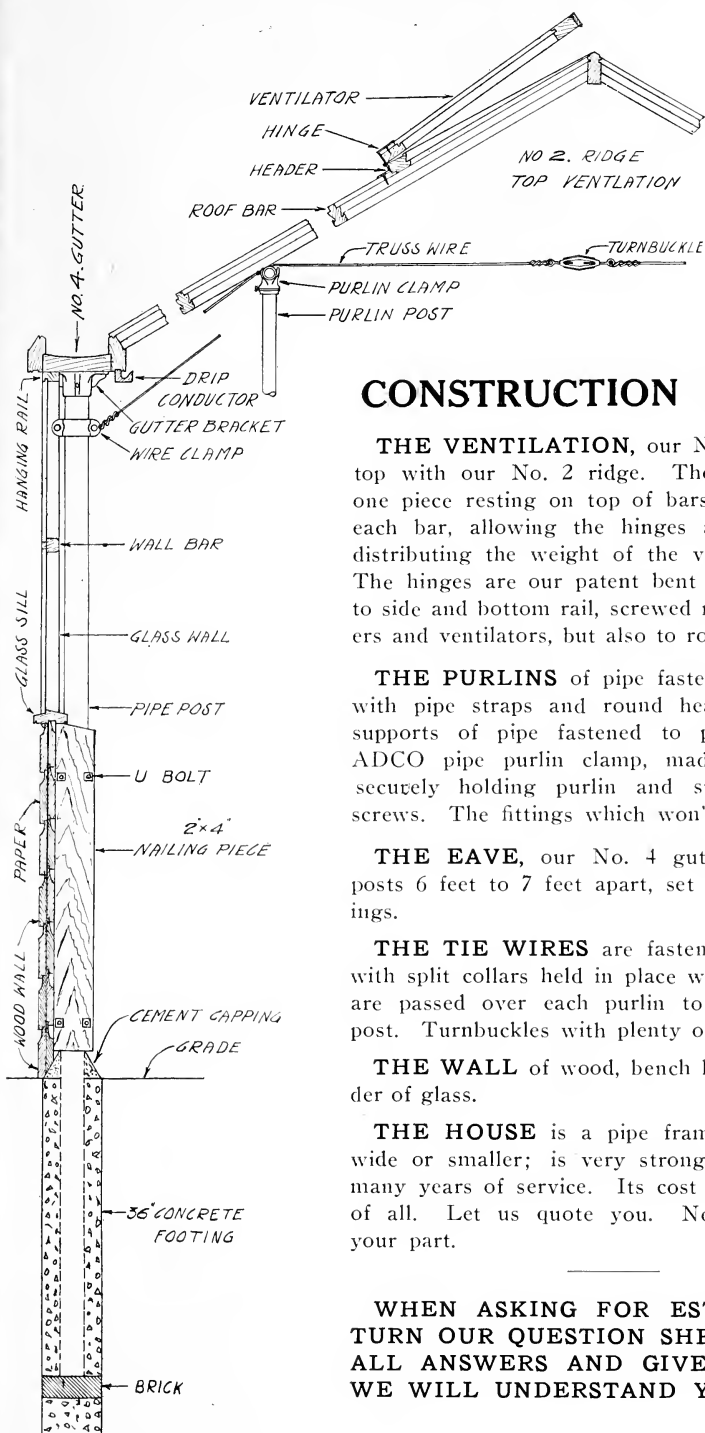 VENTILATOR
HINGE
HEADER
NO 2. RIDGE
TOP VENTLATION
ROOF BAR
TRUSS WIRE
TURNBUCKLE
PURLIN CLAMP
PURLIN POST
NO. 4. GUTTER
DRIP
CONDUCTOR
GUTTER BRACKET
WIRE CLAMP
HANGING RAIL
WALL BAR
GLASS WALL
GLASS SILL
PIPE POST
U BOLT
2"×4"
NAILING PIECE
PAPER
WOOD WALL
CEMENT CAPPING
GRADE
36" CONCRETE
FOOTING
BRICK
CONSTRUCTION
THE VENTILATION, our N
top with our No. 2 ridge. The
one piece resting on top of bars
each bar, allowing the hinges
distributing the weight of the v
The hinges are our patent bent
to side and bottom rail, screwed
ers and ventilators, but also to ro
THE PURLINS of pipe faste
with pipe straps and round hea
supports of pipe fastened to p
ADCO pipe purlin clamp, mad
securely holding purlin and s
screws. The fittings which won'
THE EAVE, our No. 4 gut
posts 6 feet to 7 feet apart, set
ings.
THE TIE WIRES are fasten
with split collars held in place w
are passed over each purlin to
post. Turnbuckles with plenty o
THE WALL of wood, bench
der of glass.
THE HOUSE is a pipe fram
wide or smaller; is very strong
many years of service. Its cost
of all. Let us quote you. No
your part.
WHEN ASKING FOR EST
TURN OUR QUESTION SHE
ALL ANSWERS AND GIVE
WE WILL UNDERSTAND Y